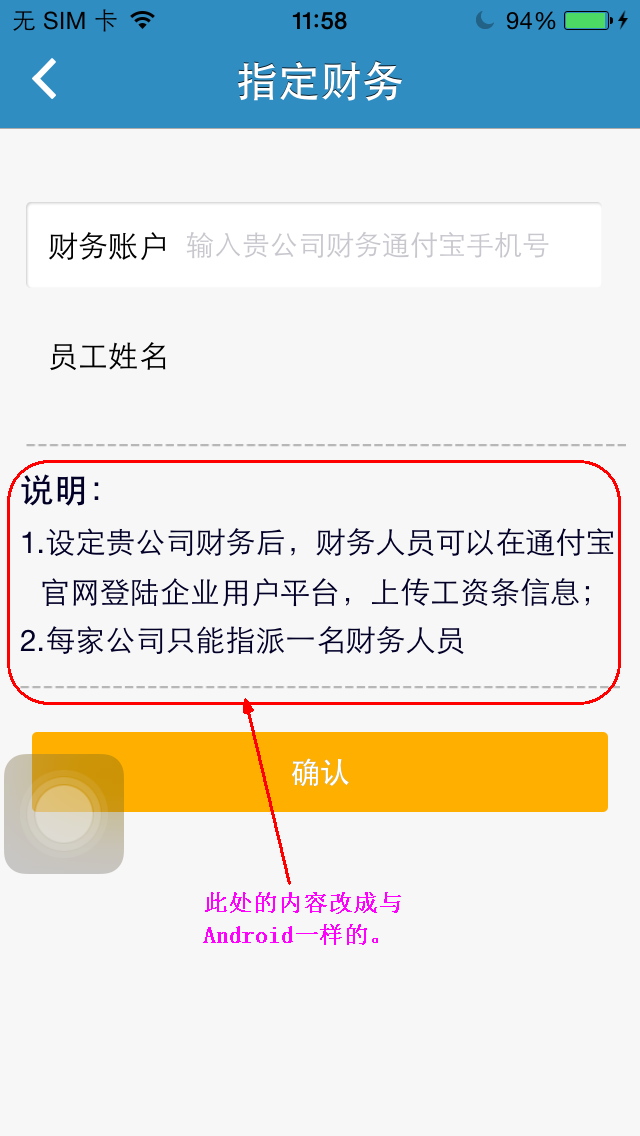 无 SIM 卡 11:58 94%
指定财务
财务账户 输入贵公司财务通付宝手机号
员工姓名
说明：
1.设定贵公司财务后，财务人员可以在通付宝
官网登陆企业用户平台，上传工资条信息；
2.每家公司只能指派一名财务人员
确认
此处的内容改成与
Android一样的。